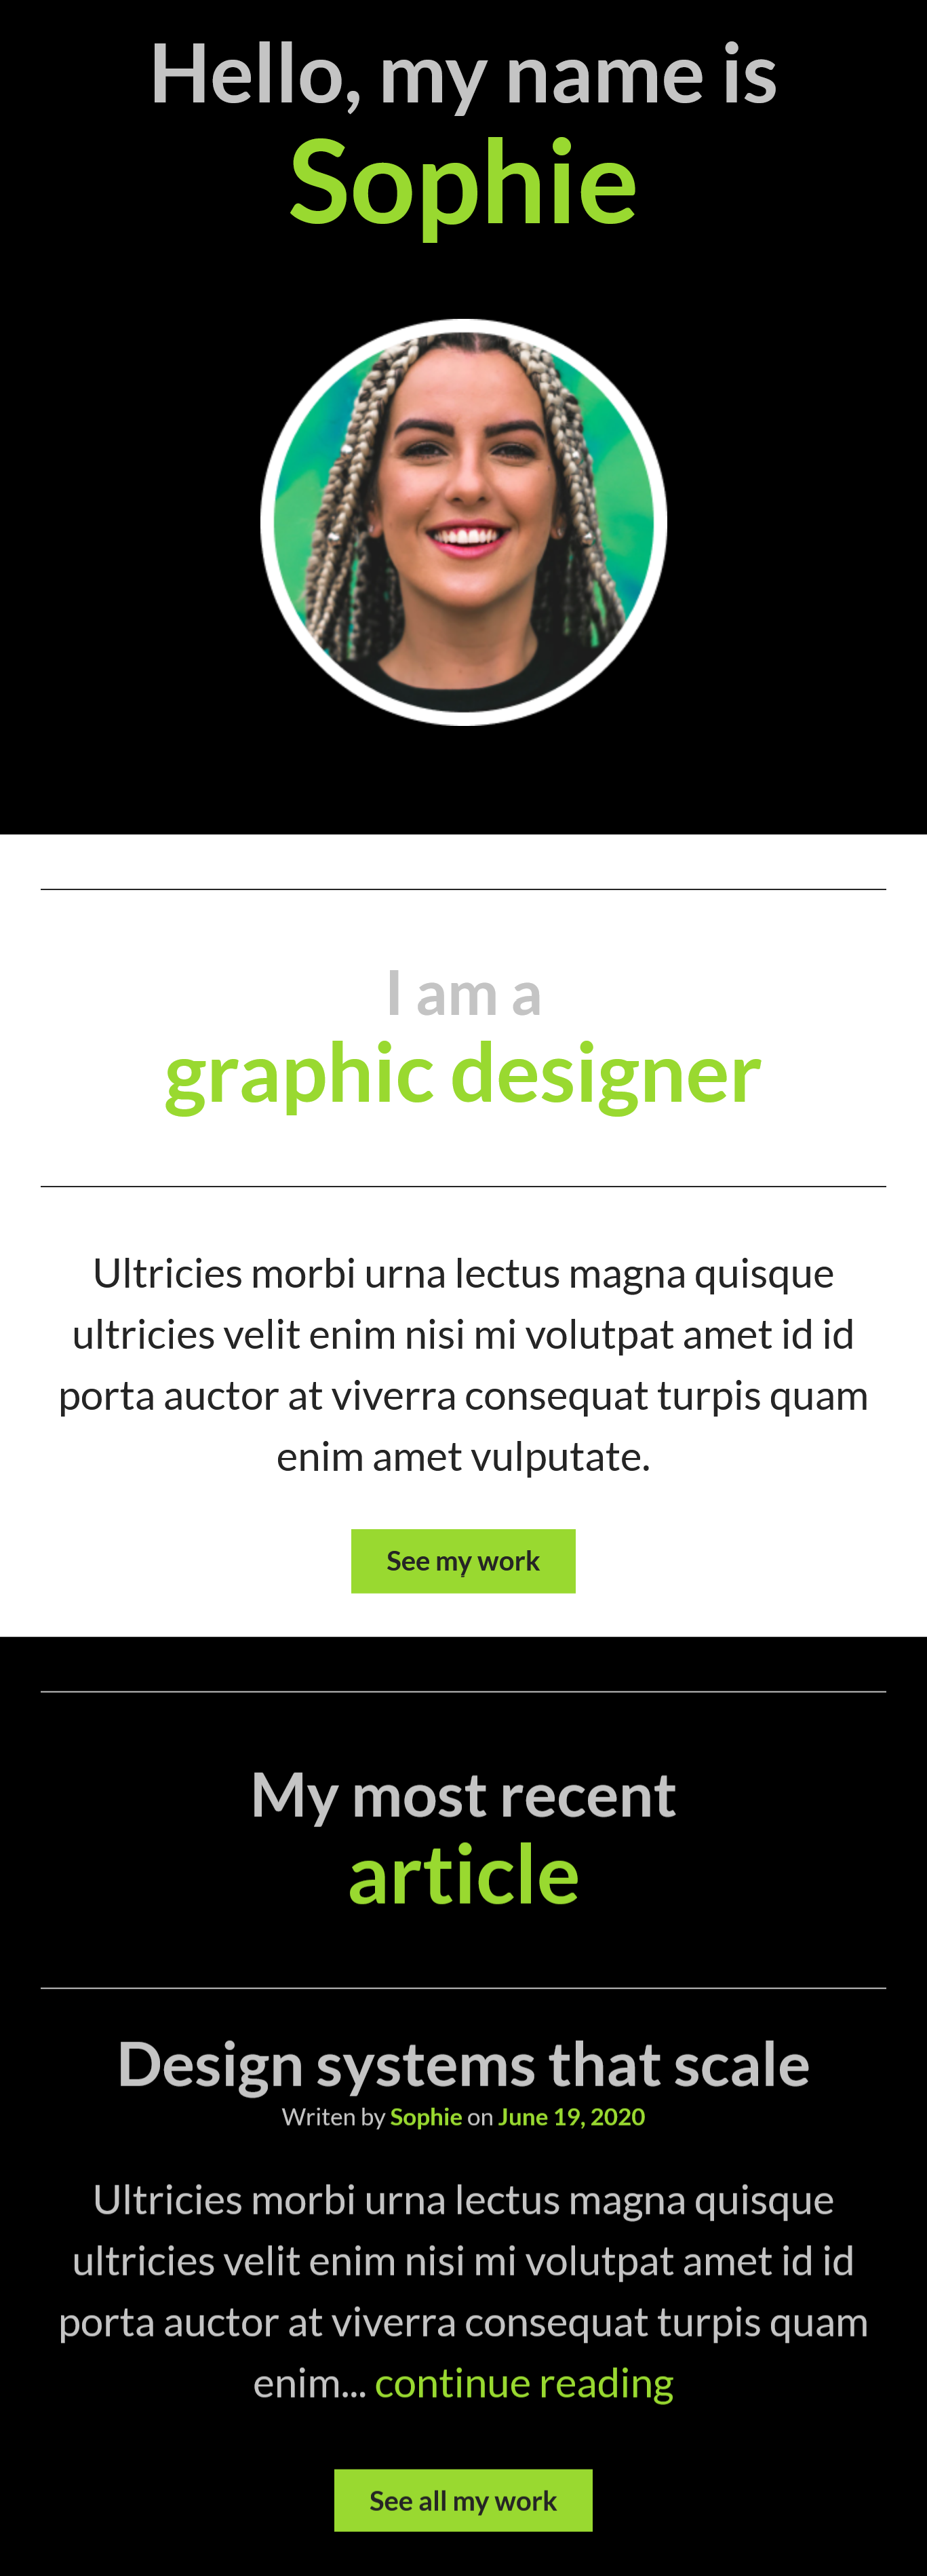 Hello, my name is
Sophie
I am a
graphic designer
Ultricies morbi urna lectus magna quisque
ultricies velit enim nisi mi volutpat amet id id
porta auctor at viverra consequat turpis quam
enim amet vulputate.
See my work
My most recent
article
Design systems that scale
Writen by Sophie on June 19, 2020
Ultricies morbi urna lectus magna quisque
ultricies velit enim nisi mi volutpat amet id id
porta auctor at viverra consequat turpis quam
enim... continue reading
See all my work